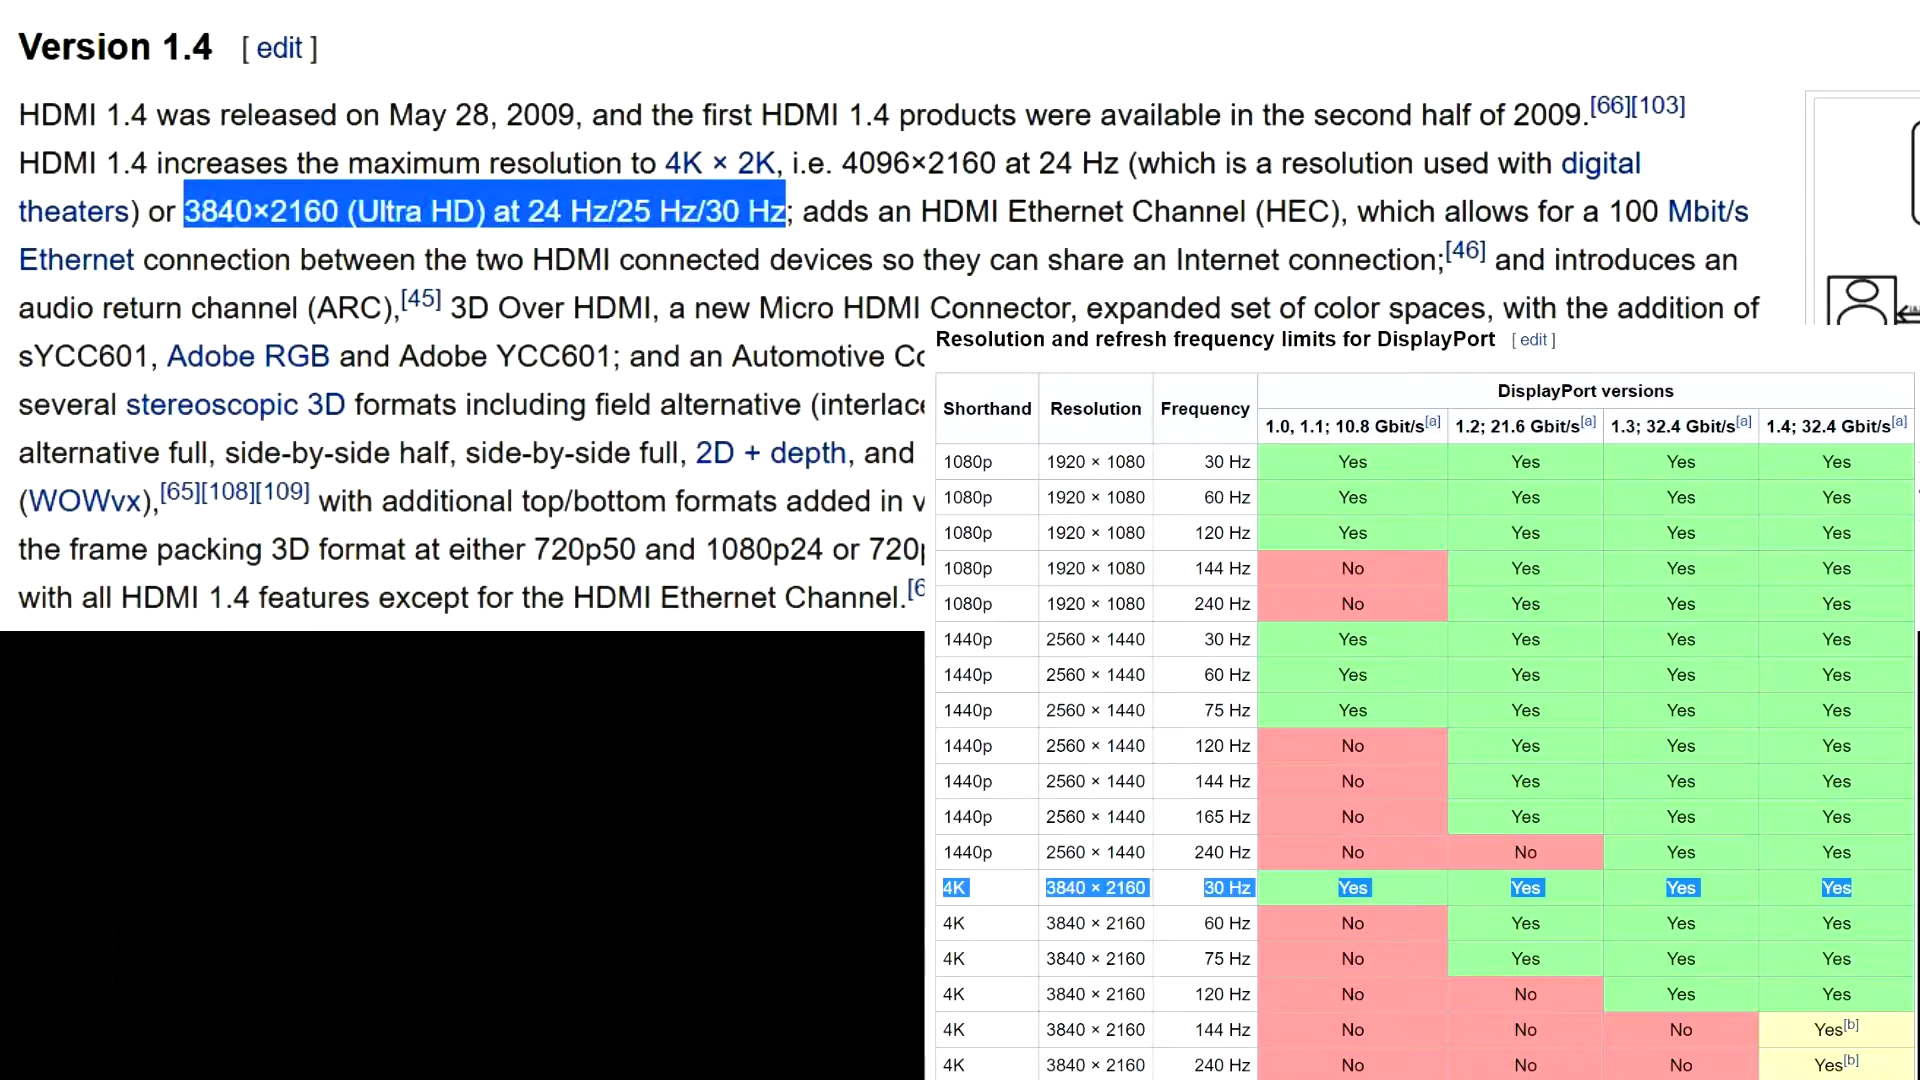 Version 1.4 [ edit ]
HDMI 1.4 was released on May 28, 2009, and the first HDMI 1.4 products were available in the second half of 2009.[66][103]
HDMI 1.4 increases the maximum resolution to 4K × 2K, i.e. 4096×2160 at 24 Hz (which is a resolution used with digital
theaters) or 3840×2160 (Ultra HD) at 24 Hz/25 Hz/30 Hz; adds an HDMI Ethernet Channel (HEC), which allows for a 100 Mbit/s
Ethernet connection between the two HDMI connected devices so they can share an Internet connection;[46] and introduces an
audio return channel (ARC),[45] 3D Over HDMI, a new Micro HDMI Connector, expanded set of color spaces, with the addition of
sYCC601, Adobe RGB and Adobe YCC601; and an Automotive
several stereoscopic 3D formats including field alternative
alternative full, side-by-side half, side-by-side full, 2D + depth, and
(WOWvx),[65][108][109] with additional top/bottom formats added in
the frame packing 3D format at either 720p50 and 1080p24 or
with all HDMI 1.4 features except for the HDMI Ethernet Channel.
Resolution and refresh frequency limits for DisplayPort [ edit ]
Shorthand Resolution Frequency DisplayPort versions
1.0, 1.1; 10.8 Gbit/s[a] 1.2; 21.6 Gbit/s[a] 1.3; 32.4 Gbit/s[a] 1.4; 32.4 Gbit/s[a]
1080p 1920 × 1080 30 Hz Yes Yes Yes Yes
1080p 1920 × 1080 60 Hz Yes Yes Yes Yes
1080p 1920 × 1080 120 Hz Yes Yes Yes Yes
1080p 1920 × 1080 144 Hz No Yes Yes Yes
1080p 1920 × 1080 240 Hz No Yes Yes Yes
1440p 2560 × 1440 30 Hz Yes Yes Yes Yes
1440p 2560 × 1440 60 Hz Yes Yes Yes Yes
1440p 2560 × 1440 75 Hz Yes Yes Yes Yes
1440p 2560 × 1440 120 Hz No Yes Yes Yes
1440p 2560 × 1440 144 Hz No Yes Yes Yes
1440p 2560 × 1440 165 Hz No Yes Yes Yes
1440p 2560 × 1440 240 Hz No No Yes Yes
4K 3840 × 2160 30 Hz Yes Yes Yes Yes
4K 3840 × 2160 60 Hz No Yes Yes Yes
4K 3840 × 2160 75 Hz No Yes Yes Yes
4K 3840 × 2160 120 Hz No No Yes Yes
4K 3840 × 2160 144 Hz No No No Yes[b]
4K 3840 × 2160 240 Hz No No No Yes[b]